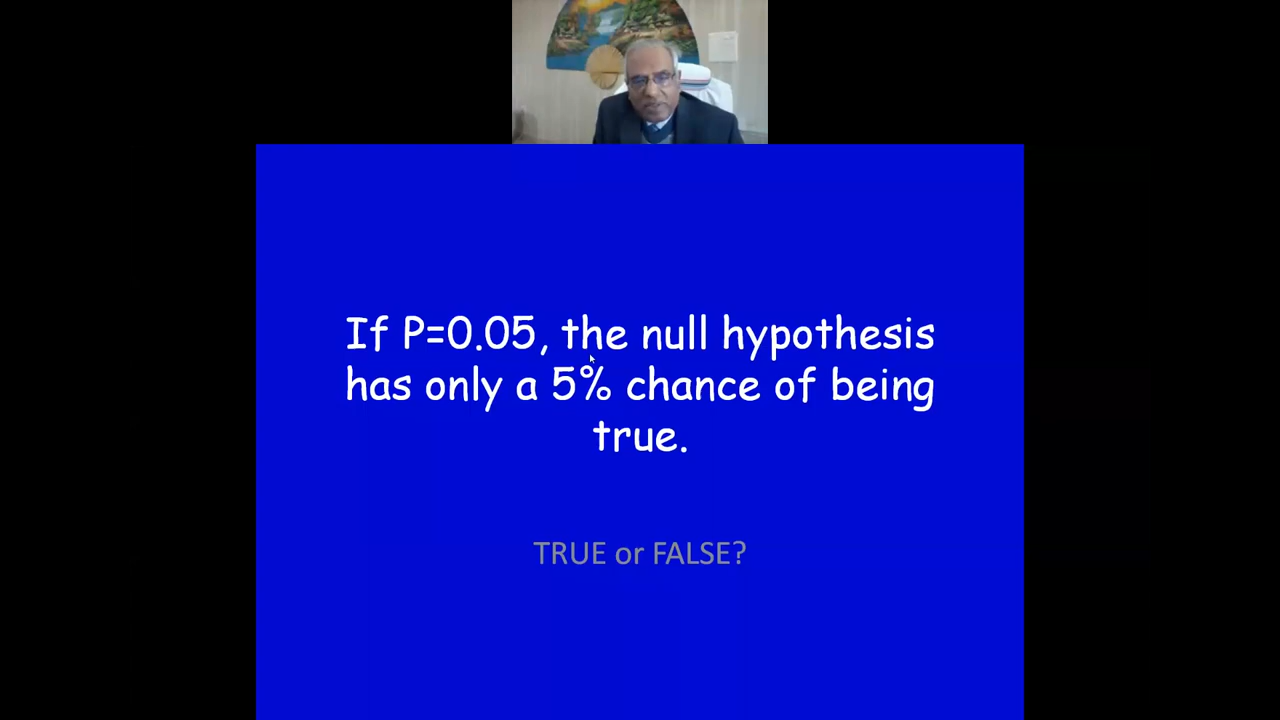 If P=0.05, the null hypothesis
has only a 5% chance of being
true.
TRUE or FALSE?